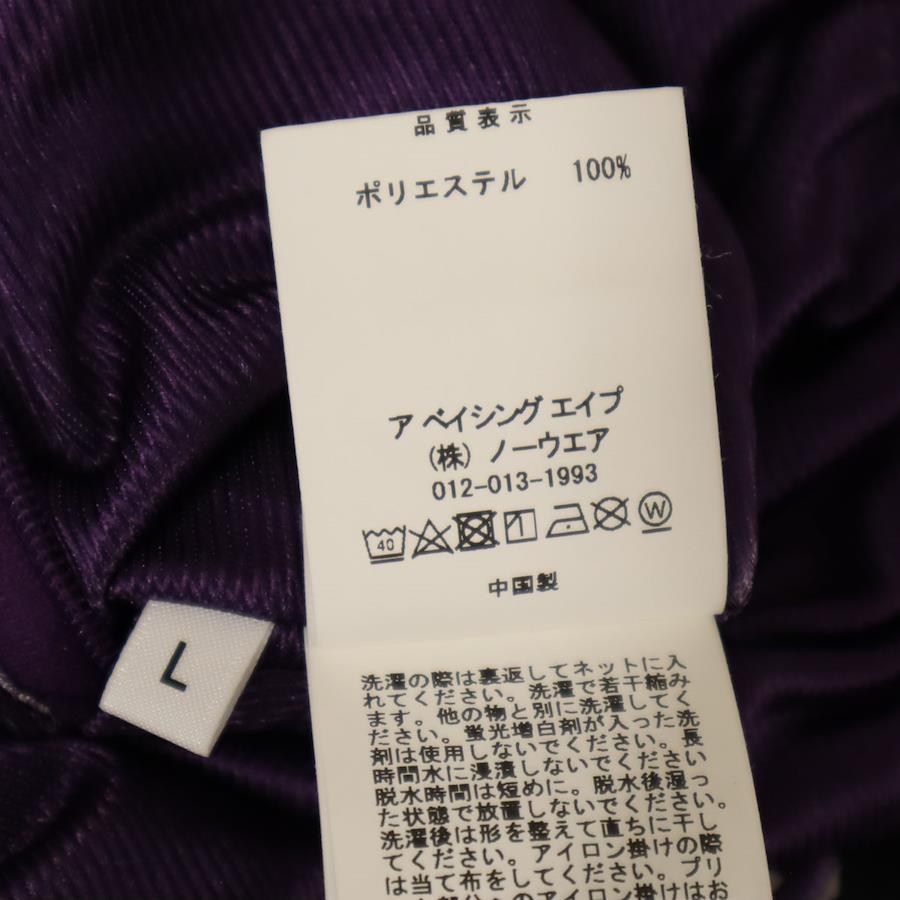 品質表示
ポリエステル 100%
ア ベイシング エイプ
(株) ノーウエア
012-013-1993
40
W
中国製
L
洗濯の際は裏返してネットに入
れてください。洗濯で若干縮み
ます。他の物と別に洗濯してく
ださい。蛍光増白剤が入った洗
剤は使用しないでください。長
時間水に浸漬しないでください
脱水時間は短めに。脱水後湿っ
た状態で放置しないでください。
洗濯後は形を整えて直ちに干し
てください。アイロン掛けの際
は当て布をしてください。プリ
のアイロン掛けはお